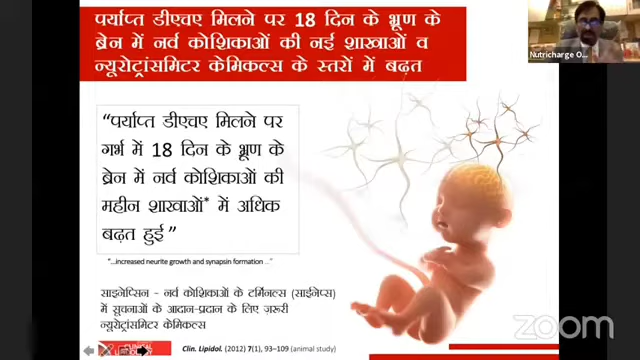 पर्याप्त डीएचए मिलने पर 18 दिन के भ्रूण के
ब्रेन में नर्व कोशिकाओं की नई शाखाओं व
न्यूरोट्रांसमिटर केमिकल्स के स्तरों में बढ़त
Nutricharge O...
“पर्याप्त डीएचए मिलने पर
गर्भ में 18 दिन के भ्रूण के
ब्रेन में नर्व कोशिकाओं की
महीन शाखाओं* में अधिक
बढ़त हुई”
"...increased neurite growth and synapsin formation ..."
साइनेप्सिन - नर्व कोशिकाओं के टर्मिनल्स (साईनेप्स)
में सूचनाओं के आदान-प्रदान के लिए ज़रूरी
न्यूरोट्रांसमिटर केमिकल्स
Clin. Lipidol. (2012) 7(1), 93–109 (animal study)
zoom